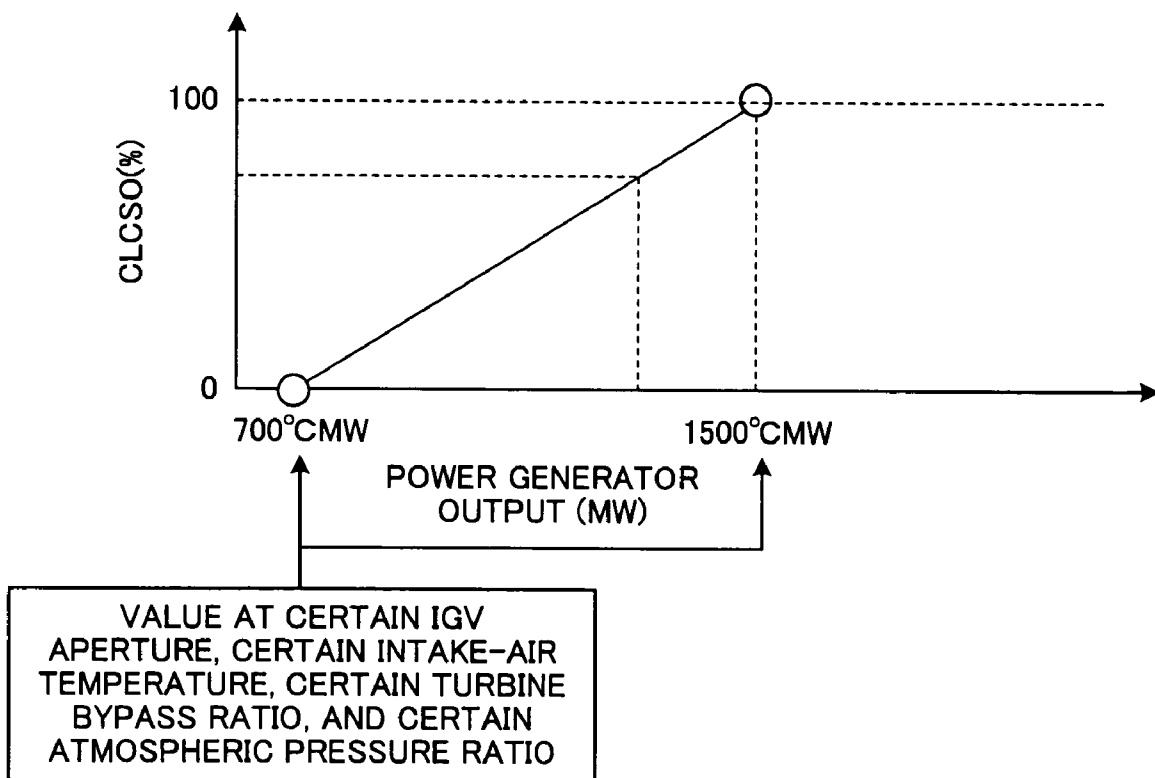 100
CLCSO(%)
0
700°CMW
1500°CMW
POWER GENERATOR
OUTPUT (MW)
VALUE AT CERTAIN IGV
APERTURE, CERTAIN INTAKE-AIR
TEMPERATURE, CERTAIN TURBINE
BYPASS RATIO, AND CERTAIN
ATMOSPHERIC PRESSURE RATIO